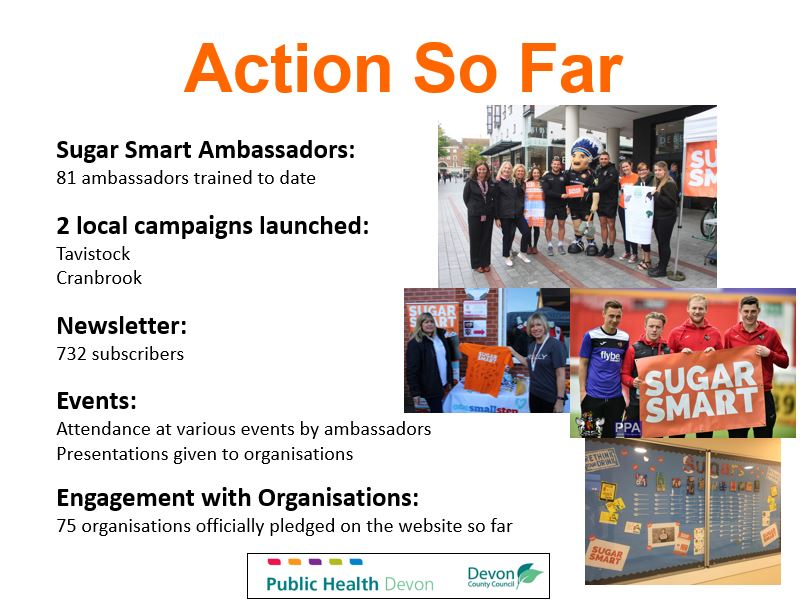 Action So Far
Sugar Smart Ambassadors:
81 ambassadors trained to date
2 local campaigns launched:
Tavistock
Cranbrook
Newsletter:
732 subscribers
Events:
Attendance at various events by ambassadors
Presentations given to organisations
Engagement with Organisations:
75 organisations officially pledged on the website so far
SU
SM
SUGAR
SMART
SUGAR
SMART
smallstep
flybe
SUGAR
SMART
PPA
SUGAR
SMART
Public Health Devon
Devon
County Council